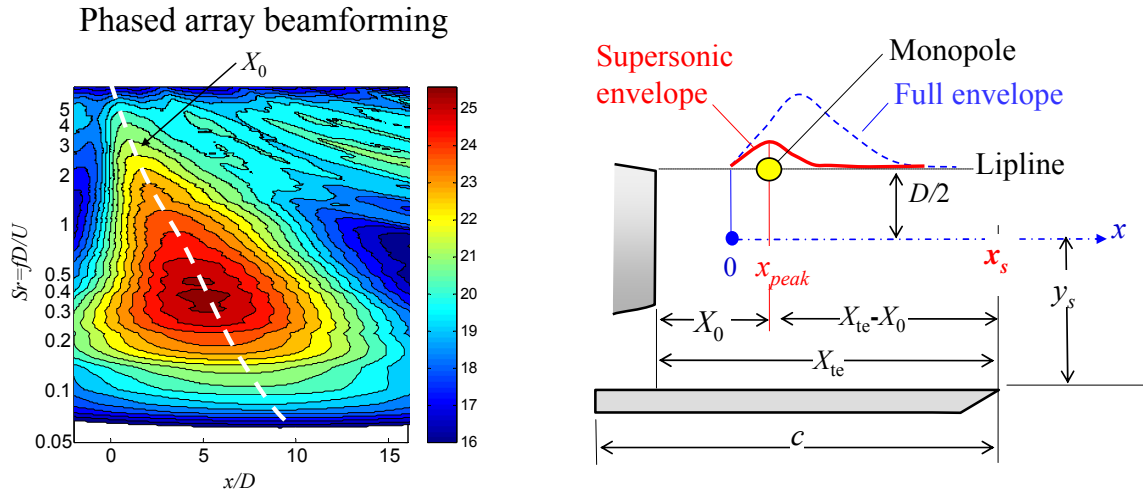 Phased array beamforming
X0
5
4
3
2
1
0.5
0.4
0.3
0.2
0.1
0.05
Sr=fD/U
0
5
10
15
x/D
25
24
23
22
21
20
19
18
17
16
Supersonic
envelope
Monopole
Full envelope
Lipline
D/2
0
xpeak
xs
x
ys
X0
Xte-X0
Xte
c